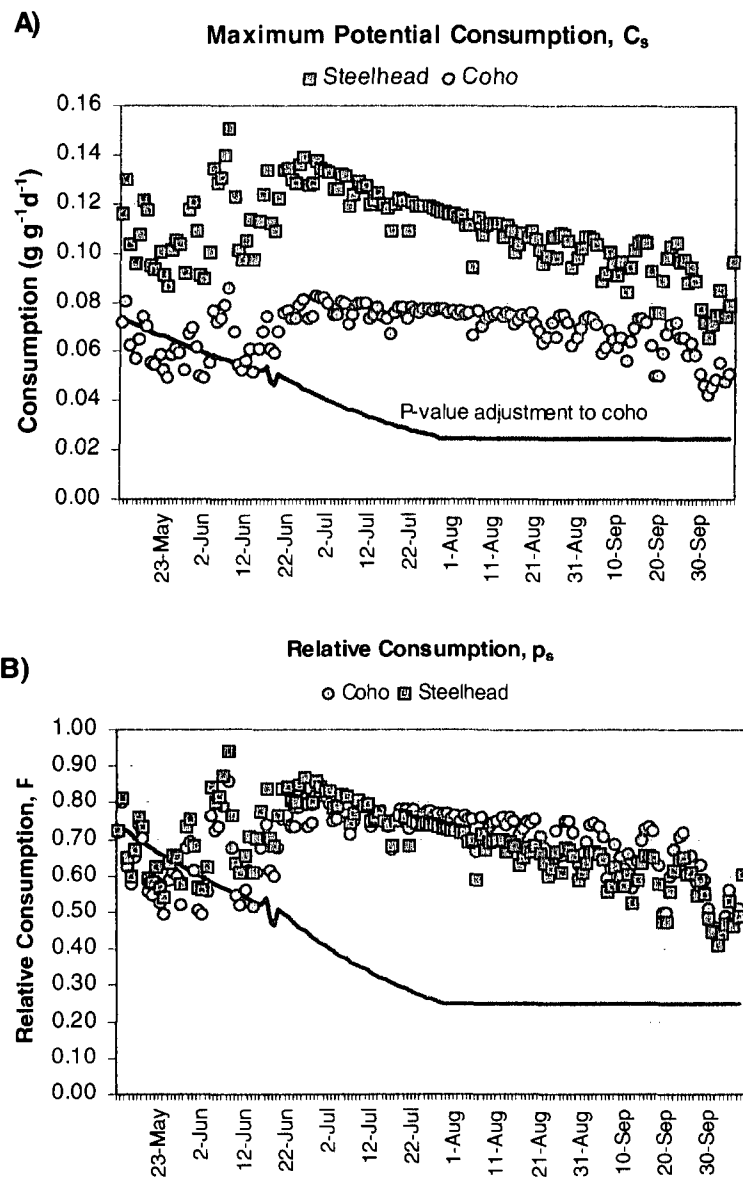 A)
Maximum Potential Consumption, Cs
Steelhead Coho
Consumption (g g-1d-1)
0.16
0.14
0.12
0.10
0.08
0.06
0.04
0.02
0.00
P-value adjustment to coho
23-May 2-Jun 12-Jun 22-Jun 2-Jul 12-Jul 22-Jul 1-Aug 11-Aug 21-Aug 31-Aug 10-Sep 20-Sep 30-Sep
Relative Consumption, ps
B)
Coho Steelhead
Relative Consumption, F
1.00
0.90
0.80
0.70
0.60
0.50
0.40
0.30
0.20
0.10
0.00
23-May 2-Jun 12-Jun 22-Jun 2-Jul 12-Jul 22-Jul 1-Aug 11-Aug 21-Aug 31-Aug 10-Sep 20-Sep 30-Sep